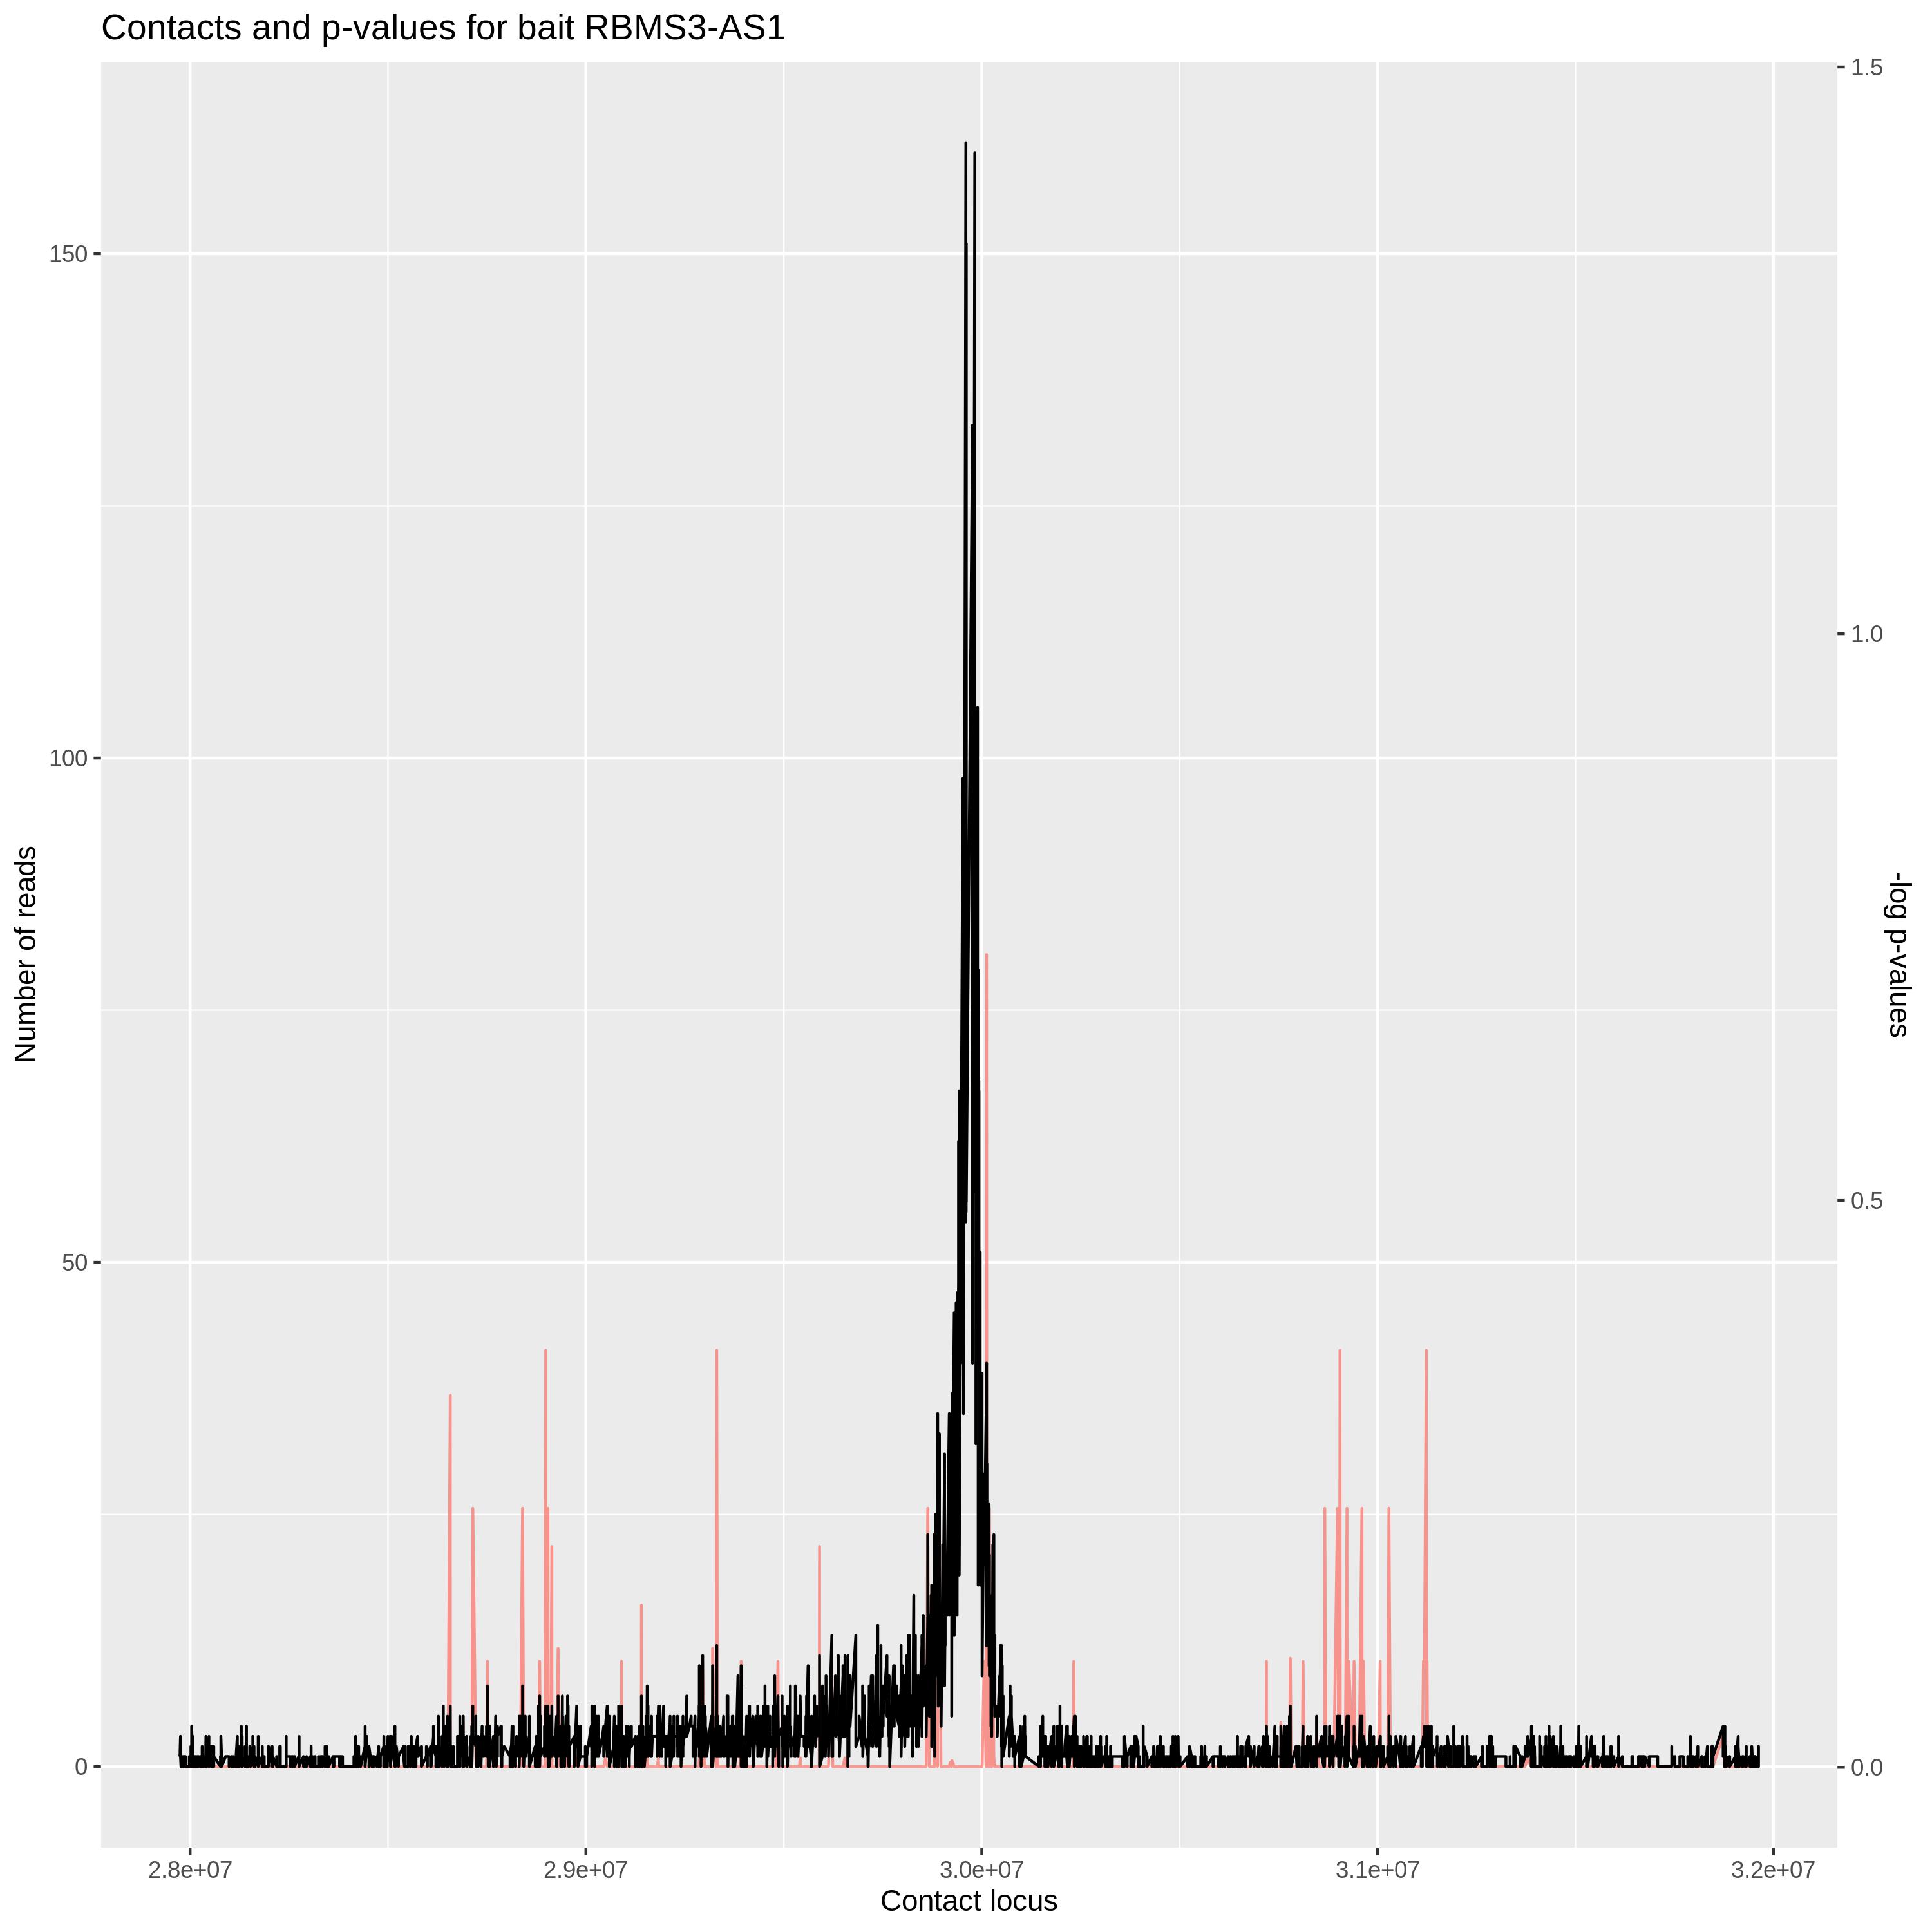 Contacts and p-values for bait RBMS3-AS1
150
100
50
0
Number of reads
1.5
1.0
0.5
0.0
-log p-values
2.8e+07
2.9e+07
3.0e+07
3.1e+07
3.2e+07
Contact locus